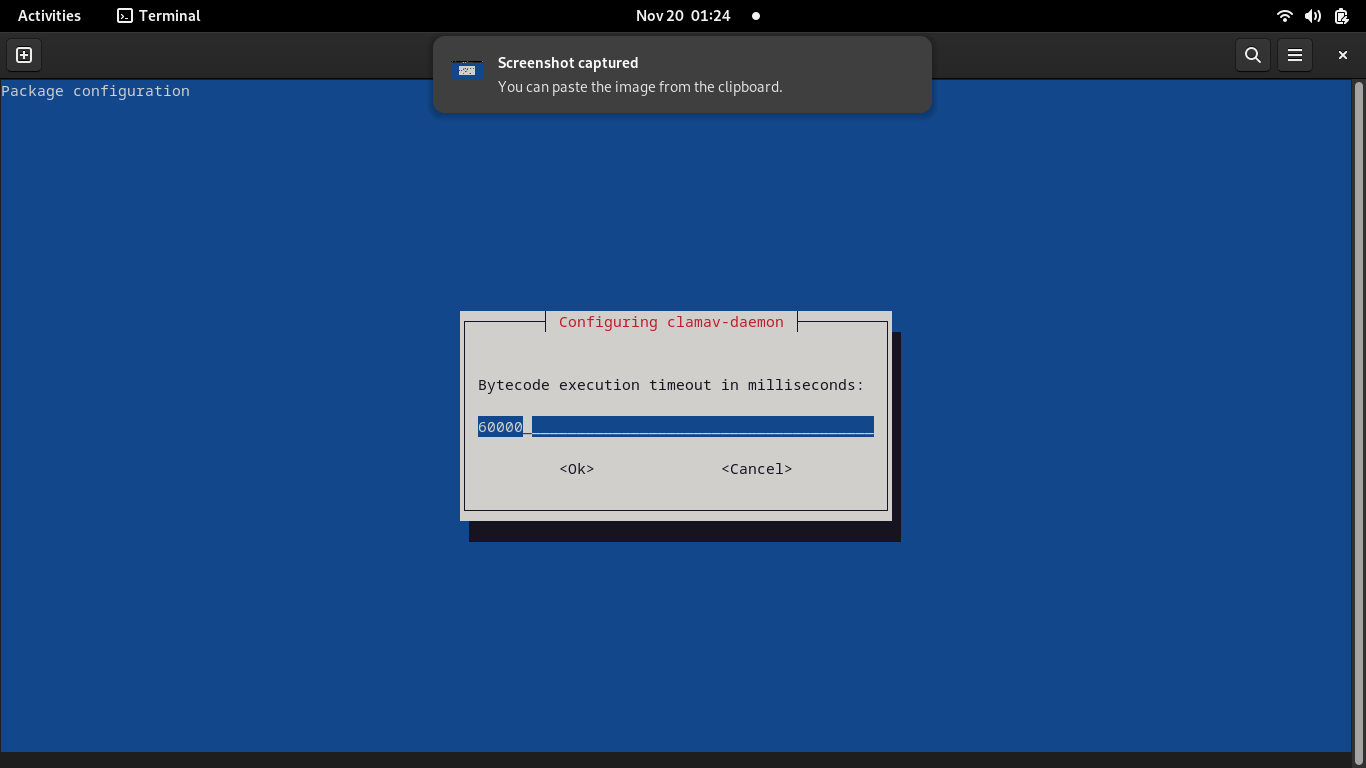 Activities Terminal Nov 20 01:24
Screenshot captured
You can paste the image from the clipboard.
Package configuration
Configuring clamav-daemon
Bytecode execution timeout in milliseconds:
60000
<Ok> <Cancel>